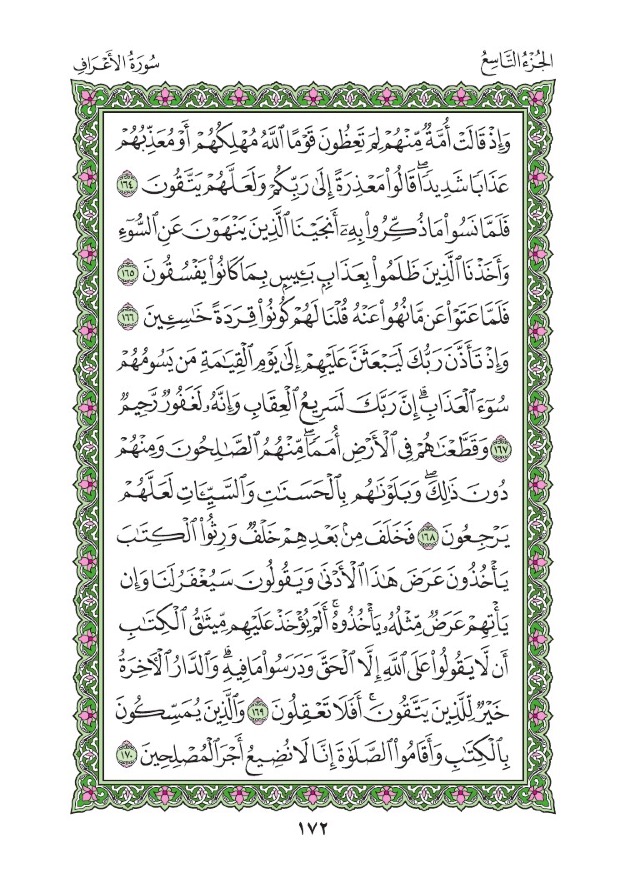 الجُزْءُ التَّاسِعُ
سُورَةُ الأَعْرَافِ
وَإِذۡ قَالَتۡ أُمَّةٞ مِّنۡهُمۡ لِمَ تَعِظُونَ قَوۡمًا ٱللَّهُ مُهۡلِكُهُمۡ أَوۡ مُعَذِّبُهُمۡ
عَذَابٗا شَدِيدٗاۖ قَالُواْ مَعۡذِرَةً إِلَىٰ رَبِّكُمۡ وَلَعَلَّهُمۡ يَتَّقُونَ ١٦٤
فَلَمَّا نَسُواْ مَا ذُكِّرُواْ بِهِۦٓ أَنجَيۡنَا ٱلَّذِينَ يَنۡهَوۡنَ عَنِ ٱلسُّوٓءِ
وَأَخَذۡنَا ٱلَّذِينَ ظَلَمُواْ بِعَذَابِۭ بَـِٔيسِۭ بِمَا كَانُواْ يَفۡسُقُونَ ١٦٥
فَلَمَّا عَتَوۡاْ عَن مَّا نُهُواْ عَنۡهُ قُلۡنَا لَهُمۡ كُونُواْ قِرَدَةً خَٰسِـِٔينَ ١٦٦
وَإِذۡ تَأَذَّنَ رَبُّكَ لَيَبۡعَثَنَّ عَلَيۡهِمۡ إِلَىٰ يَوۡمِ ٱلۡقِيَٰمَةِ مَن يَسُومُهُمۡ
سُوٓءَ ٱلۡعَذَابِۗ إِنَّ رَبَّكَ لَسَرِيعُ ٱلۡعِقَابِ وَإِنَّهُۥ لَغَفُورٞ رَّحِيمٞ
١٦٧ وَقَطَّعۡنَٰهُمۡ فِي ٱلۡأَرۡضِ أُمَمٗاۖ مِّنۡهُمُ ٱلصَّٰلِحُونَ وَمِنۡهُمۡ
دُونَ ذَٰلِكَۖ وَبَلَوۡنَٰهُم بِٱلۡحَسَنَٰتِ وَٱلسَّيِّـَٔاتِ لَعَلَّهُمۡ
يَرۡجِعُونَ ١٦٨ فَخَلَفَ مِنۢ بَعۡدِهِمۡ خَلۡفٞ وَرِثُواْ ٱلۡكِتَٰبَ
يَأۡخُذُونَ عَرَضَ هَٰذَا ٱلۡأَدۡنَىٰ وَيَقُولُونَ سَيُغۡفَرُ لَنَا وَإِن
يَأۡتِهِمۡ عَرَضٞ مِّثۡلُهُۥ يَأۡخُذُوهُۚ أَلَمۡ يُؤۡخَذۡ عَلَيۡهِم مِّيثَٰقُ ٱلۡكِتَٰبِ
أَن لَّا يَقُولُواْ عَلَى ٱللَّهِ إِلَّا ٱلۡحَقَّ وَدَرَسُواْ مَا فِيهِۗ وَٱلدَّارُ ٱلۡأٓخِرَةُ
خَيۡرٞ لِّلَّذِينَ يَتَّقُونَۚ أَفَلَا تَعۡقِلُونَ ١٦٩ وَٱلَّذِينَ يُمَسِّكُونَ
بِٱلۡكِتَٰبِ وَأَقَامُواْ ٱلصَّلَوٰةَ إِنَّا لَا نُضِيعُ أَجۡرَ ٱلۡمُصۡلِحِينَ ١٧٠
١٧٢